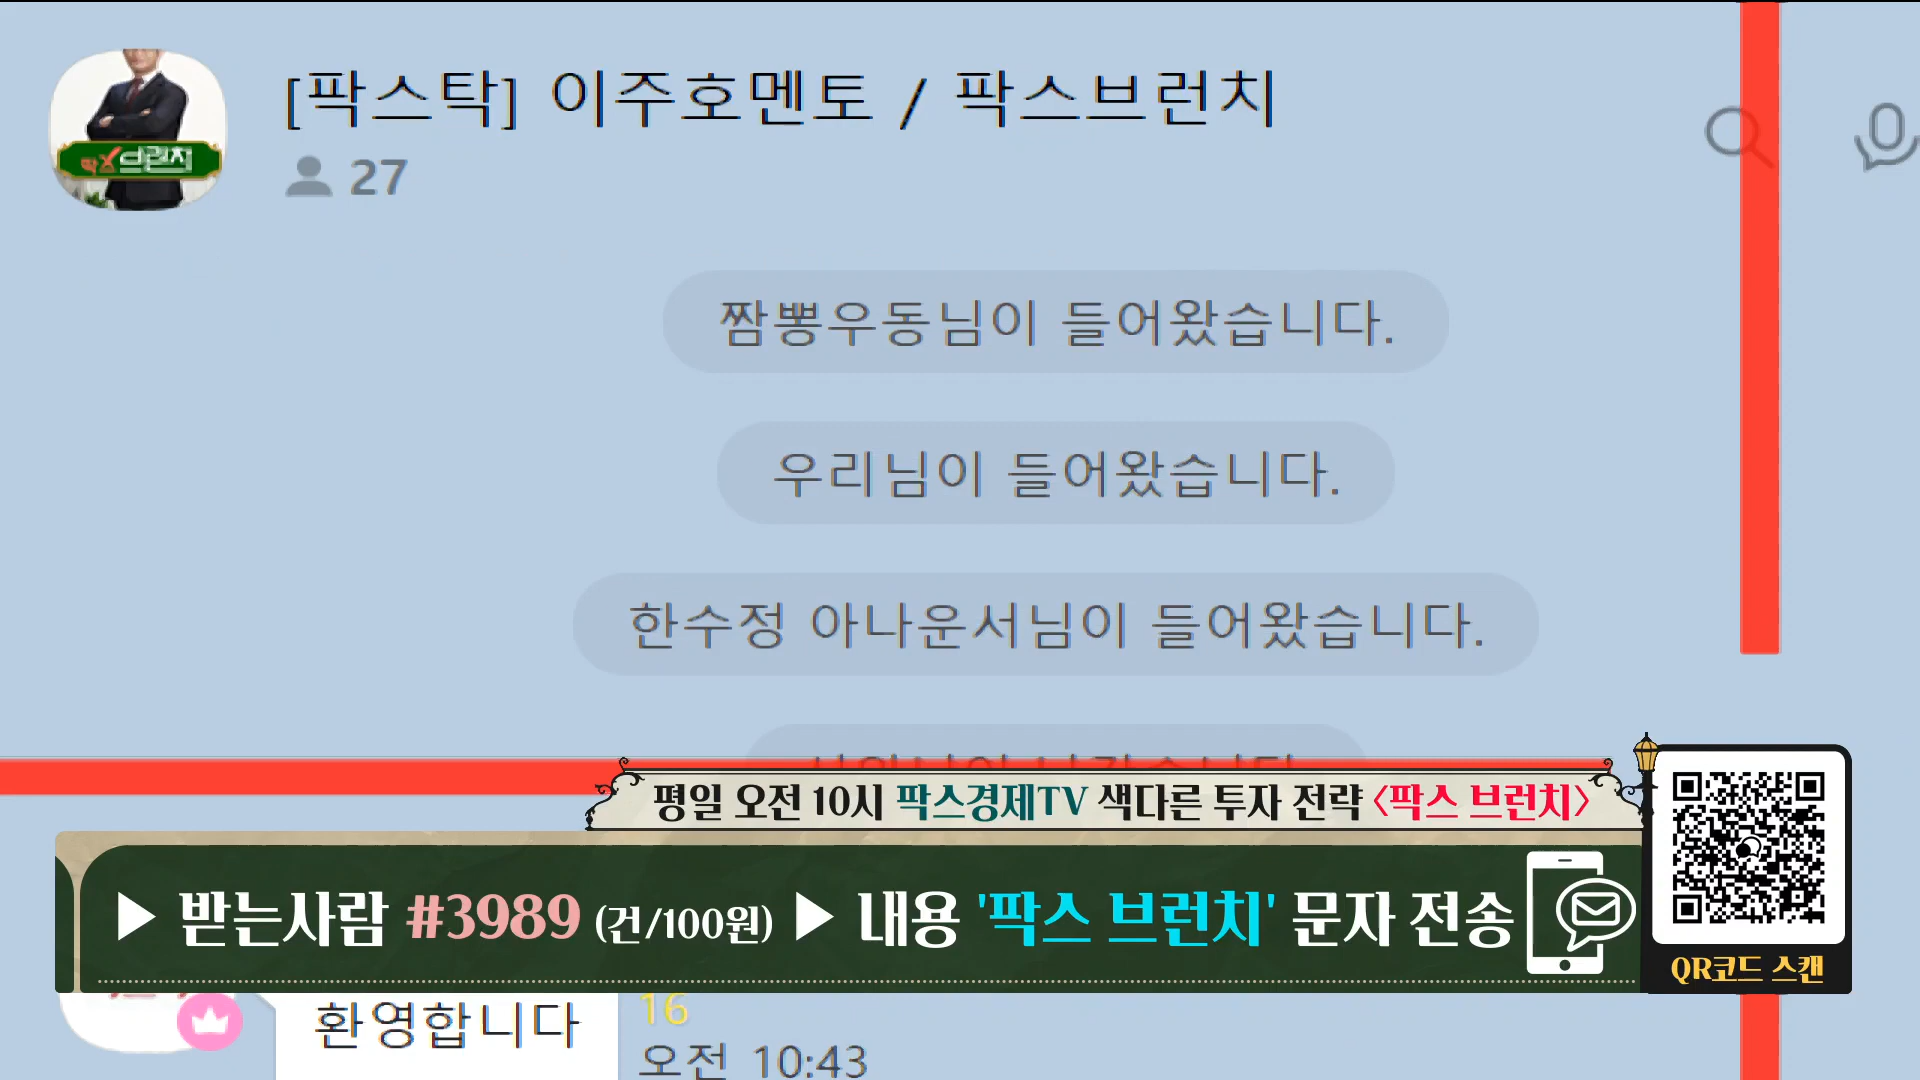 [팍스탁] 이주호멘토 / 팍스브런치
팍스브런치
27
짬뽕우동님이 들어왔습니다.
우리님이 들어왔습니다.
한수정 아나운서님이 들어왔습니다.
평일 오전 10시 팍스경제TV 색다른 투자 전략 <팍스 브런치>
▶ 받는사람 #3989 (건/100원) ▶ 내용 '팍스 브런치' 문자 전송
QR코드 스캔
환영합니다
16
오전 10:43